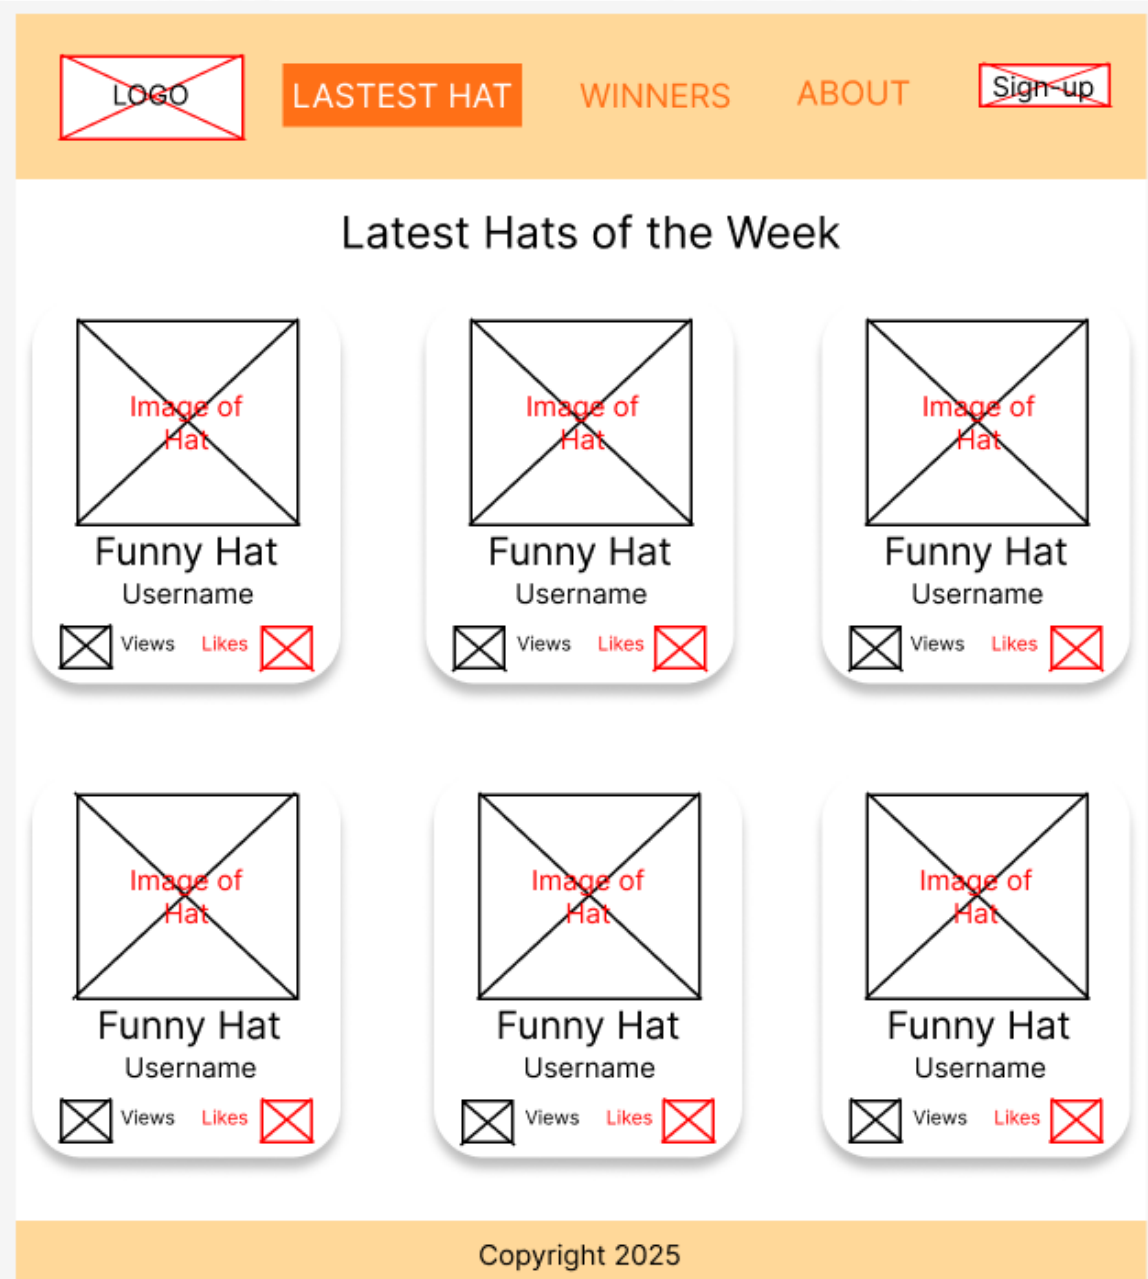 LOGO
LASTEST HAT
WINNERS
ABOUT
Sign-up
Latest Hats of the Week
Image of
Hat
Funny Hat
Username
Views Likes
Image of
Hat
Funny Hat
Username
Views Likes
Image of
Hat
Funny Hat
Username
Views Likes
Image of
Hat
Funny Hat
Username
Views Likes
Image of
Hat
Funny Hat
Username
Views Likes
Image of
Hat
Funny Hat
Username
Views Likes
Copyright 2025